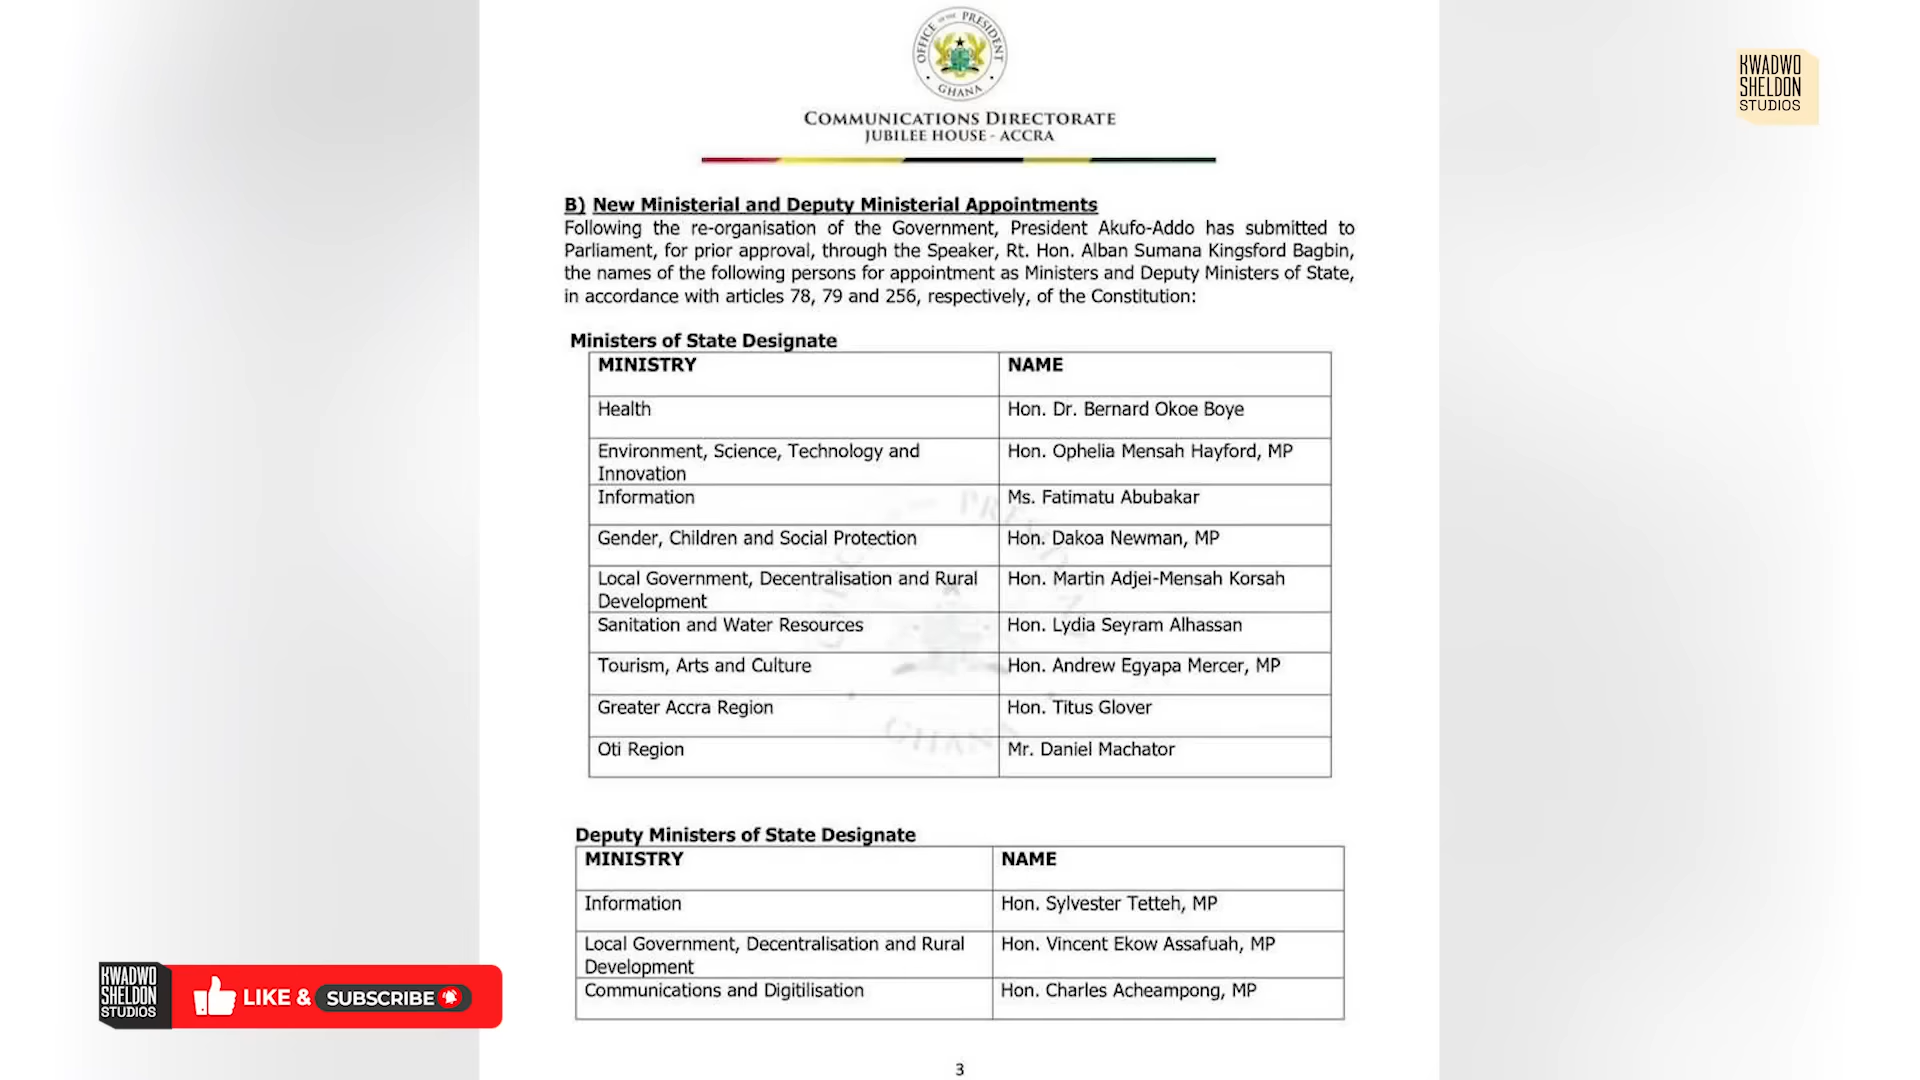 OFFICE OF THE PRESIDENT
GHANA
COMMUNICATIONS DIRECTORATE
JUBILEE HOUSE - ACCRA
KWADWO
SHELDON
STUDIOS
B) New Ministerial and Deputy Ministerial Appointments
Following the re-organisation of the Government, President Akufo-Addo has submitted to
Parliament, for prior approval, through the Speaker, Rt. Hon. Alban Sumana Kingsford Bagbin,
the names of the following persons for appointment as Ministers and Deputy Ministers of State,
in accordance with articles 78, 79 and 256, respectively, of the Constitution:
Ministers of State Designate
MINISTRY NAME
Health Hon. Dr. Bernard Okoe Boye
Environment, Science, Technology and Hon. Ophelia Mensah Hayford, MP
Innovation
Information Ms. Fatimatu Abubakar
Gender, Children and Social Protection Hon. Dakoa Newman, MP
Local Government, Decentralisation and Rural Hon. Martin Adjei-Mensah Korsah
Development
Sanitation and Water Resources Hon. Lydia Seyram Alhassan
Tourism, Arts and Culture Hon. Andrew Egyapa Mercer, MP
Greater Accra Region Hon. Titus Glover
Oti Region Mr. Daniel Machator
GHANA
Deputy Ministers of State Designate
MINISTRY NAME
Information Hon. Sylvester Tetteh, MP
Local Government, Decentralisation and Rural Hon. Vincent Ekow Assafuah, MP
Development
Communications and Digitilisation Hon. Charles Acheampong, MP
KWADWO
SHELDON
STUDIOS
LIKE & SUBSCRIBE
3